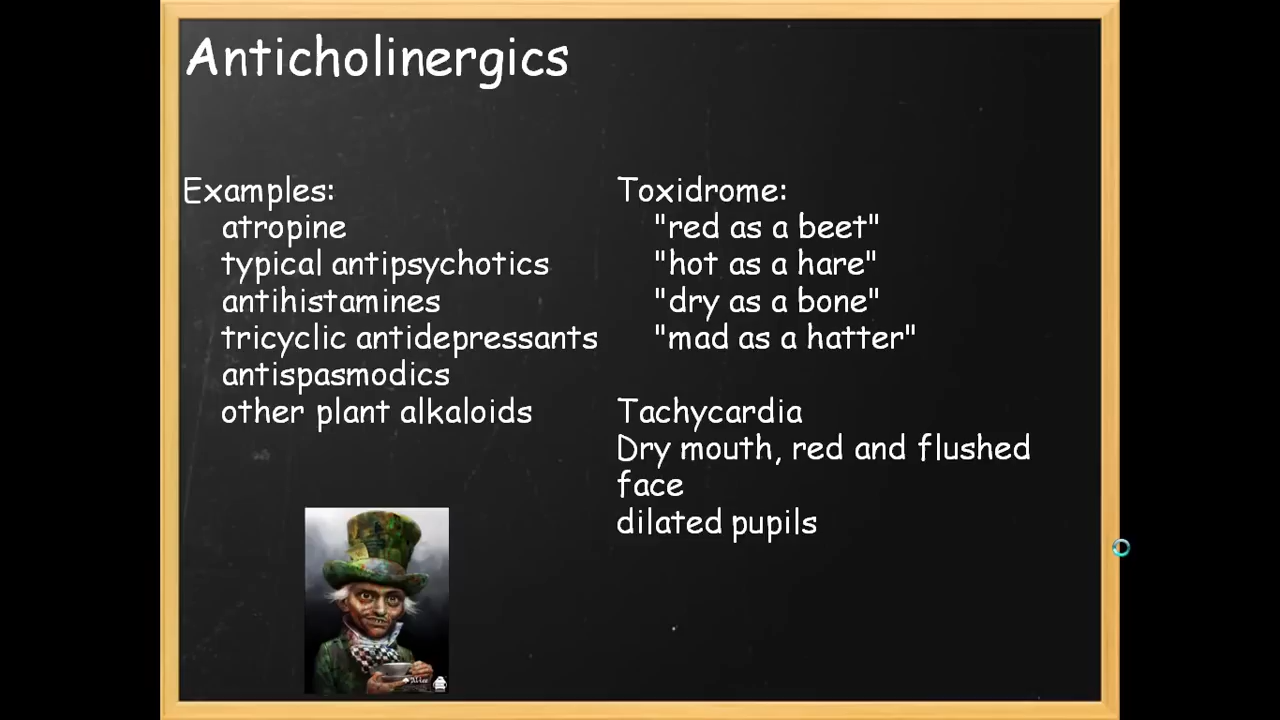 Anticholinergics
Examples:
atropine
typical antipsychotics
antihistamines
tricyclic antidepressants
antispasmodics
other plant alkaloids
Toxidrome:
"red as a beet"
"hot as a hare"
"dry as a bone"
"mad as a hatter"
Tachycardia
Dry mouth, red and flushed
face
dilated pupils